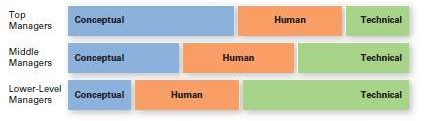 Top
Managers
Conceptual Human Technical
Middle
Managers
Conceptual Human Technical
Lower-Level
Managers
Conceptual Human Technical